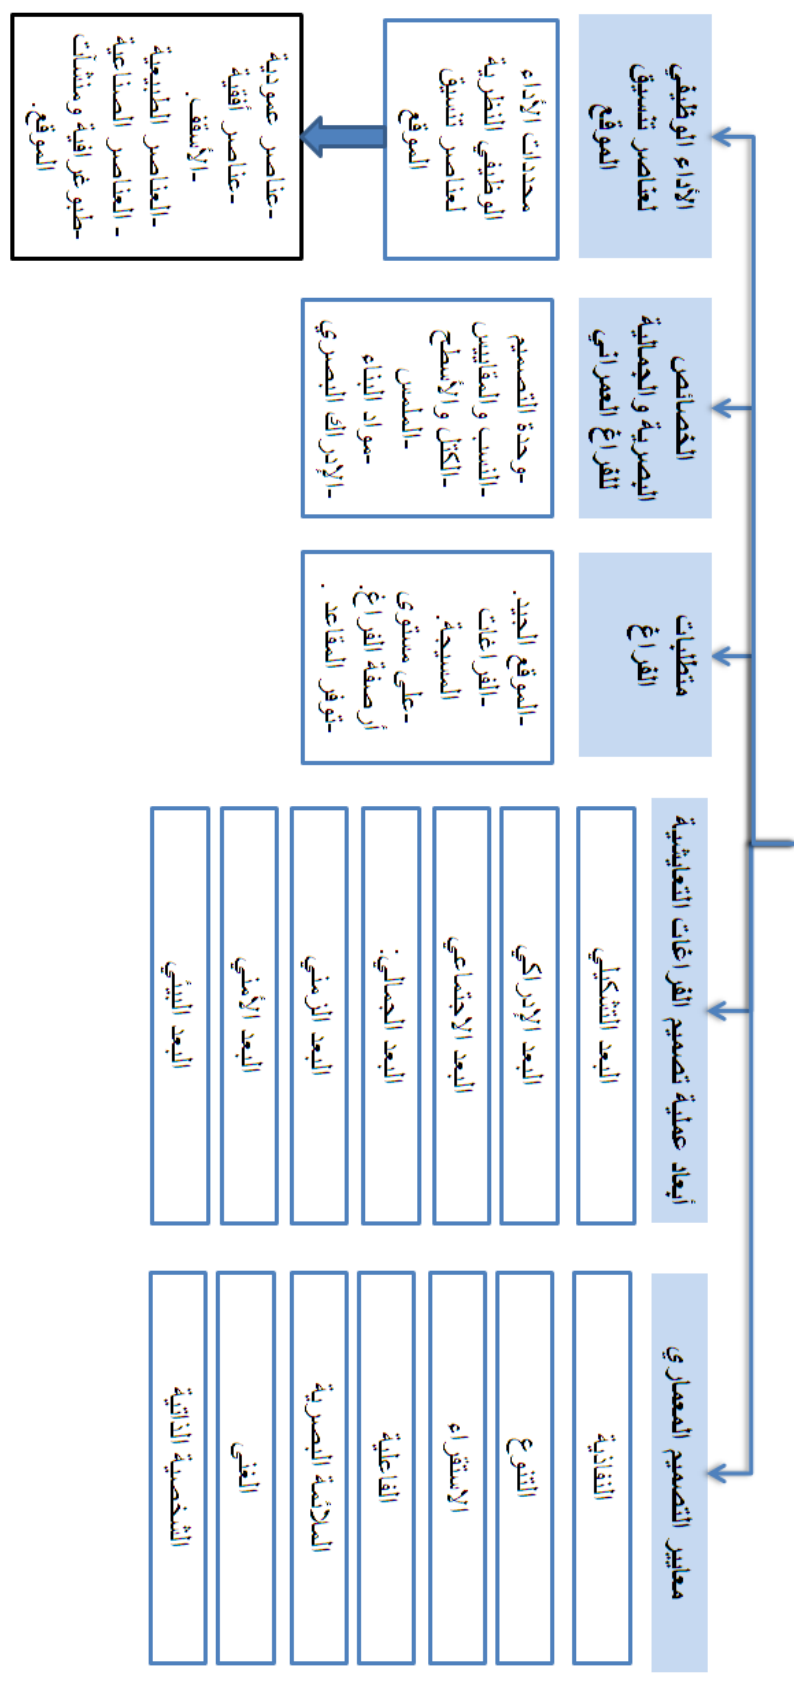 معايير التصميم المعماري
النفاذية
التنوع
الاستقراء
الفاعلية
الملائمة البصرية
الغنى
الشخصية الذاتية
أبعاد عملية تصميم الفراغات التعايشية
البعد التشكيلي
البعد الإدراكي
البعد الاجتماعي
البعد الجمالي:
البعد الزمني
البعد الأمني
البعد البيئي
متطلبات
الفراغ
-الموقع الجيد.
-الفراغات
المسيجة.
-على مستوى
أرصفة الفراغ.
-توفر المقاعد .
الخصائص
البصرية والجمالية
للفراغ العمراني
-وحدة التصميم
-النسب والمقاييس
-الكتل والأسطح
-الملمس
-مواد البناء
-الإدراك البصري
الأداء الوظيفي
لعناصر تنسيق
الموقع
محددات الأداء
الوظيفي النظرية
لعناصر تنسيق
الموقع
-عناصر عمودية
-عناصر أفقية
-الأسقف.
-العناصر الطبيعية
- العناصر الصناعية
-طبوغرافية ومنشآت
الموقع.